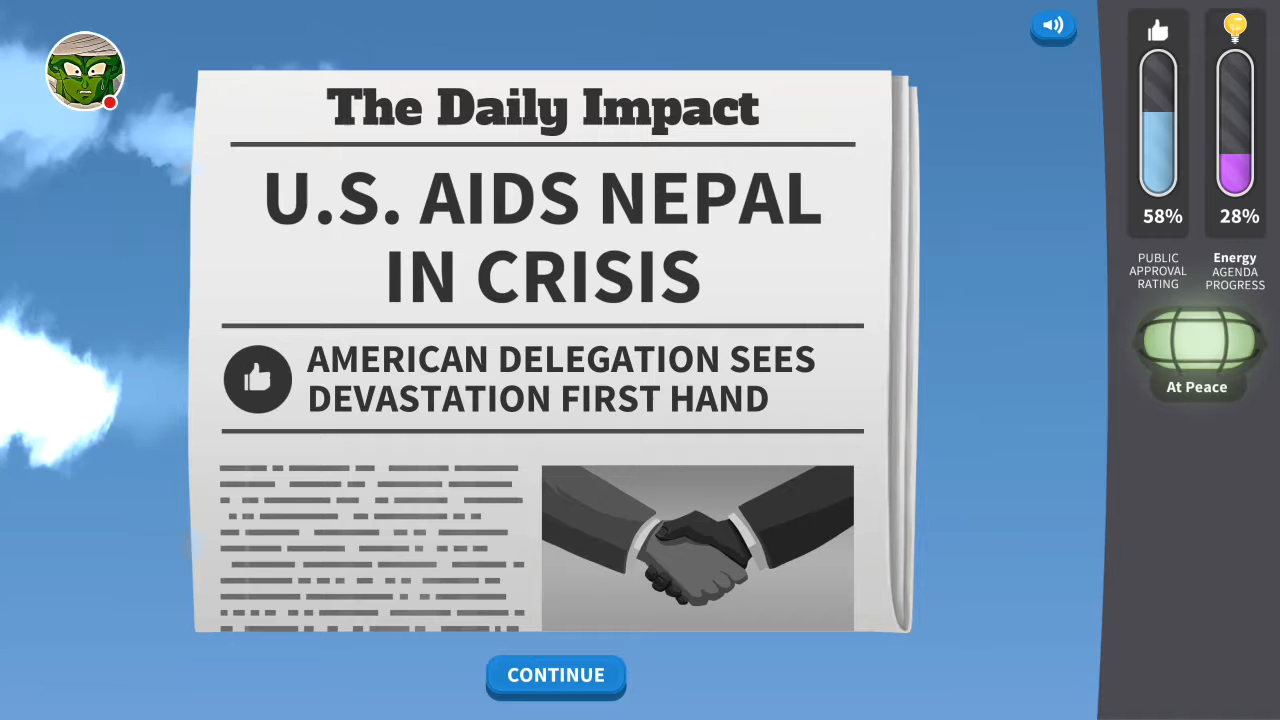 The Daily Impact
U.S. AIDS NEPAL
IN CRISIS
AMERICAN DELEGATION SEES
DEVASTATION FIRST HAND
CONTINUE
58%
28%
PUBLIC
APPROVAL
RATING
Energy
AGENDA
PROGRESS
At Peace